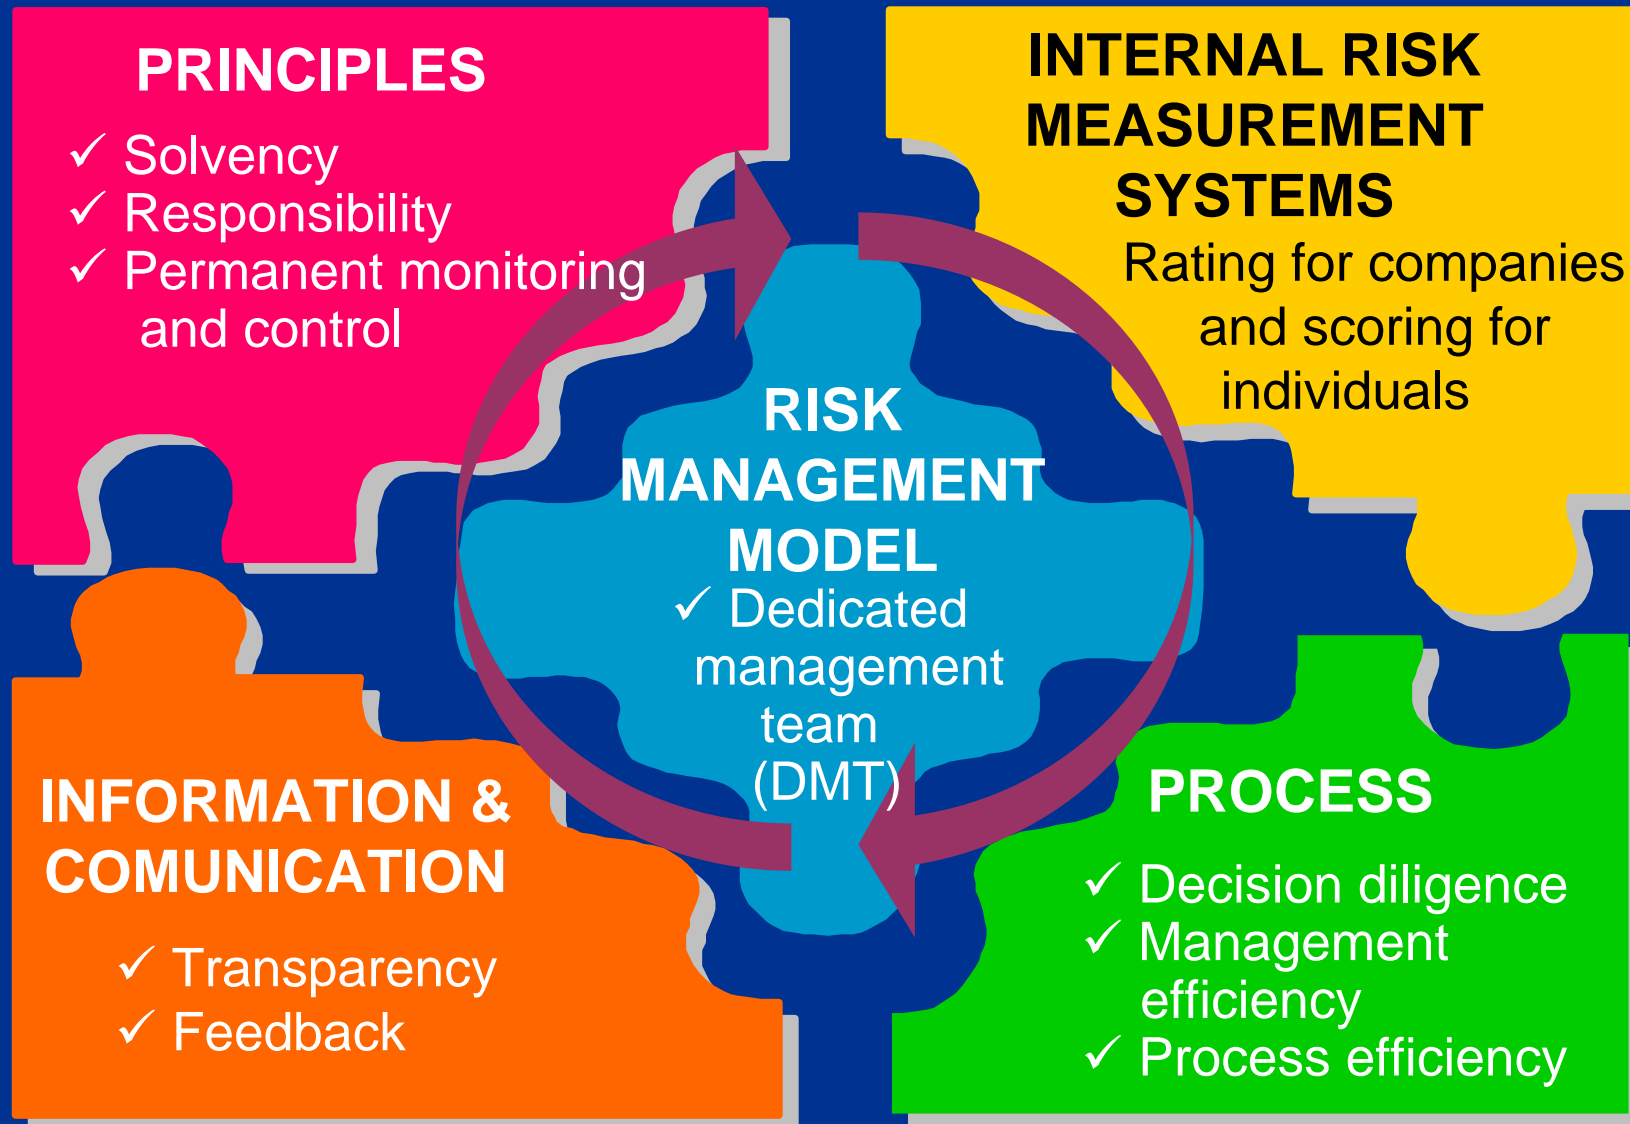 PRINCIPLES
✓ Solvency
✓ Responsibility
✓ Permanent monitoring
and control
INTERNAL RISK
MEASUREMENT
SYSTEMS
Rating for companies
and scoring for
individuals
RISK
MANAGEMENT
MODEL
✓ Dedicated
management
team
(DMT)
INFORMATION &
COMUNICATION
✓ Transparency
✓ Feedback
PROCESS
✓ Decision diligence
✓ Management
efficiency
✓ Process efficiency